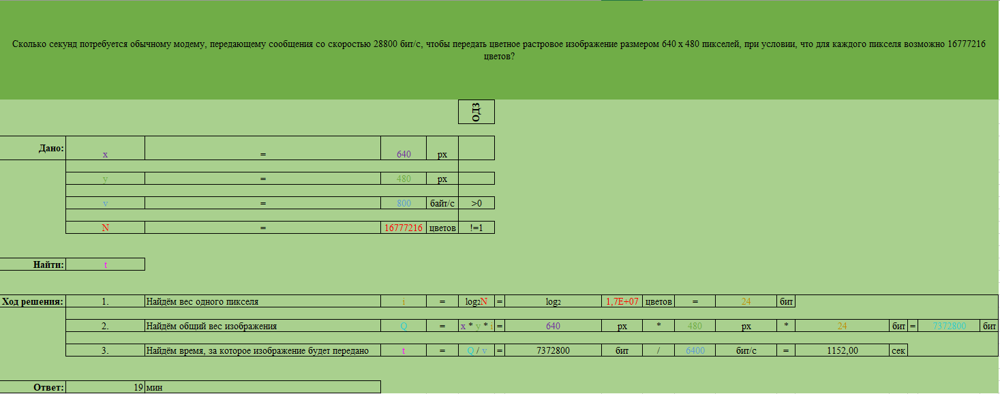 Сколько секунд потребуется обычному модему, передающему сообщения со скоростью 28800 бит/с, чтобы передать цветное растровое изображение размером 640 x 480 пикселей, при условии, что для каждого пикселя возможно 16777216
цветов?
ОДЗ
Дано: x = 640 px
y = 480 px
v = 800 байт/с >0
N = 16777216 цветов !=1
Найти: t
Ход решения: 1. Найдём вес одного пикселя i = log₂N = log₂ 1,7E+07 цветов = 24 бит
2. Найдём общий вес изображения Q = x * y * i = 640 px * 480 px * 24 бит = 7372800 бит
3. Найдём время, за которое изображение будет передано t = Q / v = 7372800 бит / 6400 бит/с = 1152,00 сек
Ответ: 19 мин